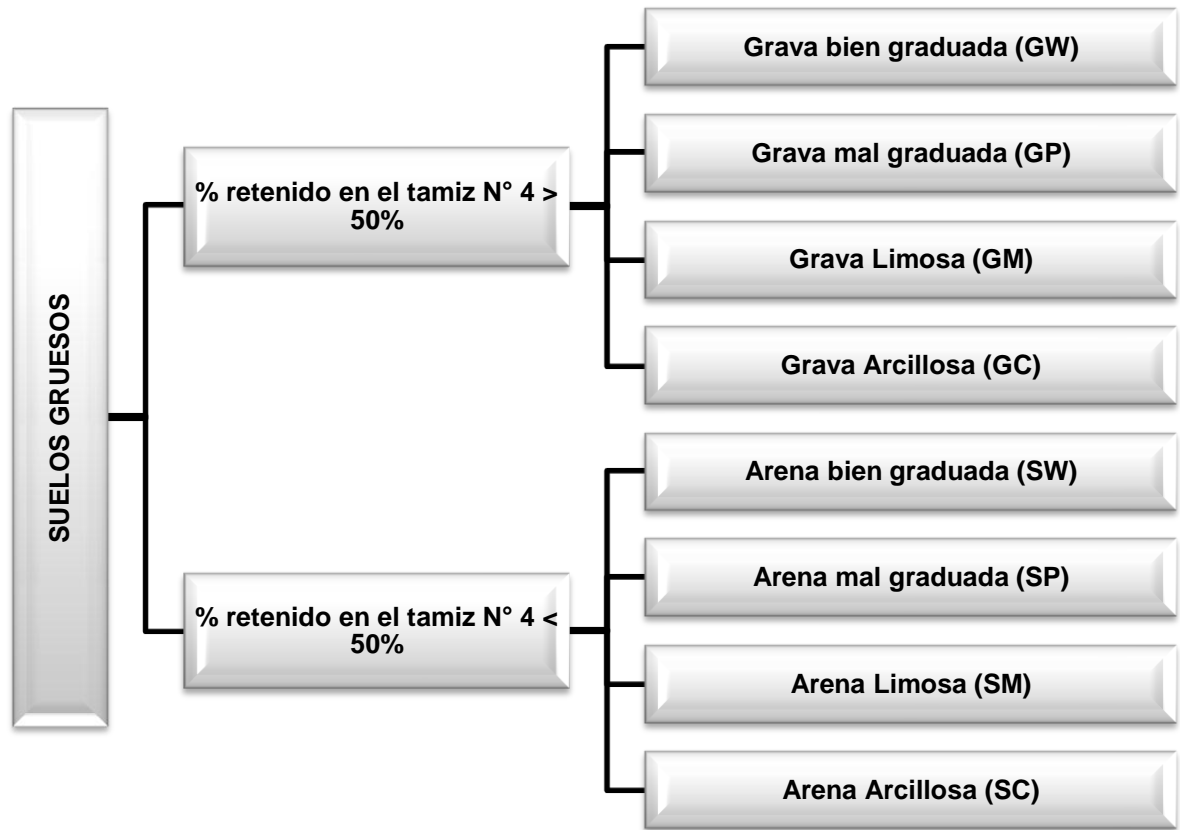 SUELOS GRUESOS
% retenido en el tamiz N° 4 >
50%
Grava bien graduada (GW)
Grava mal graduada (GP)
Grava Limosa (GM)
Grava Arcillosa (GC)
% retenido en el tamiz N° 4 <
50%
Arena bien graduada (SW)
Arena mal graduada (SP)
Arena Limosa (SM)
Arena Arcillosa (SC)